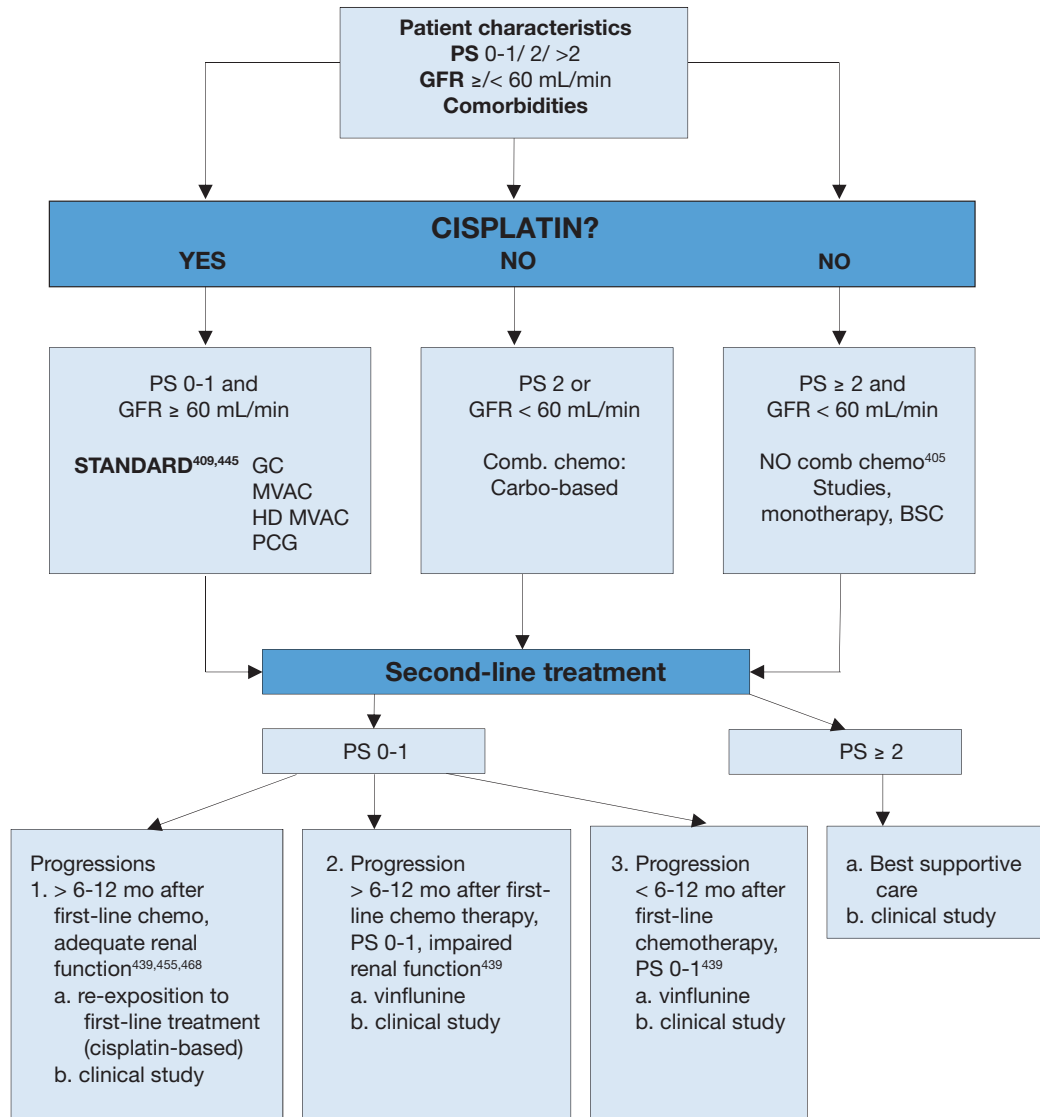 Patient characteristics
PS 0-1/ 2/ >2
GFR ≥/< 60 mL/min
Comorbidities
CISPLATIN?
YES
NO
NO
PS 0-1 and
GFR ≥ 60 mL/min
STANDARD409,445 GC
MVAC
HD MVAC
PCG
PS 2 or
GFR < 60 mL/min
Comb. chemo:
Carbo-based
PS ≥ 2 and
GFR < 60 mL/min
NO comb chemo405
Studies,
monotherapy, BSC
Second-line treatment
PS 0-1
PS ≥ 2
Progressions
1. > 6-12 mo after
first-line chemo,
adequate renal
function439,455,468
a. re-exposition to
first-line treatment
(cisplatin-based)
b. clinical study
2. Progression
> 6-12 mo after first-
line chemo therapy,
PS 0-1, impaired
renal function439
a. vinflunine
b. clinical study
3. Progression
< 6-12 mo after
first-line
chemotherapy,
PS 0-1439
a. vinflunine
b. clinical study
a. Best supportive
care
b. clinical study